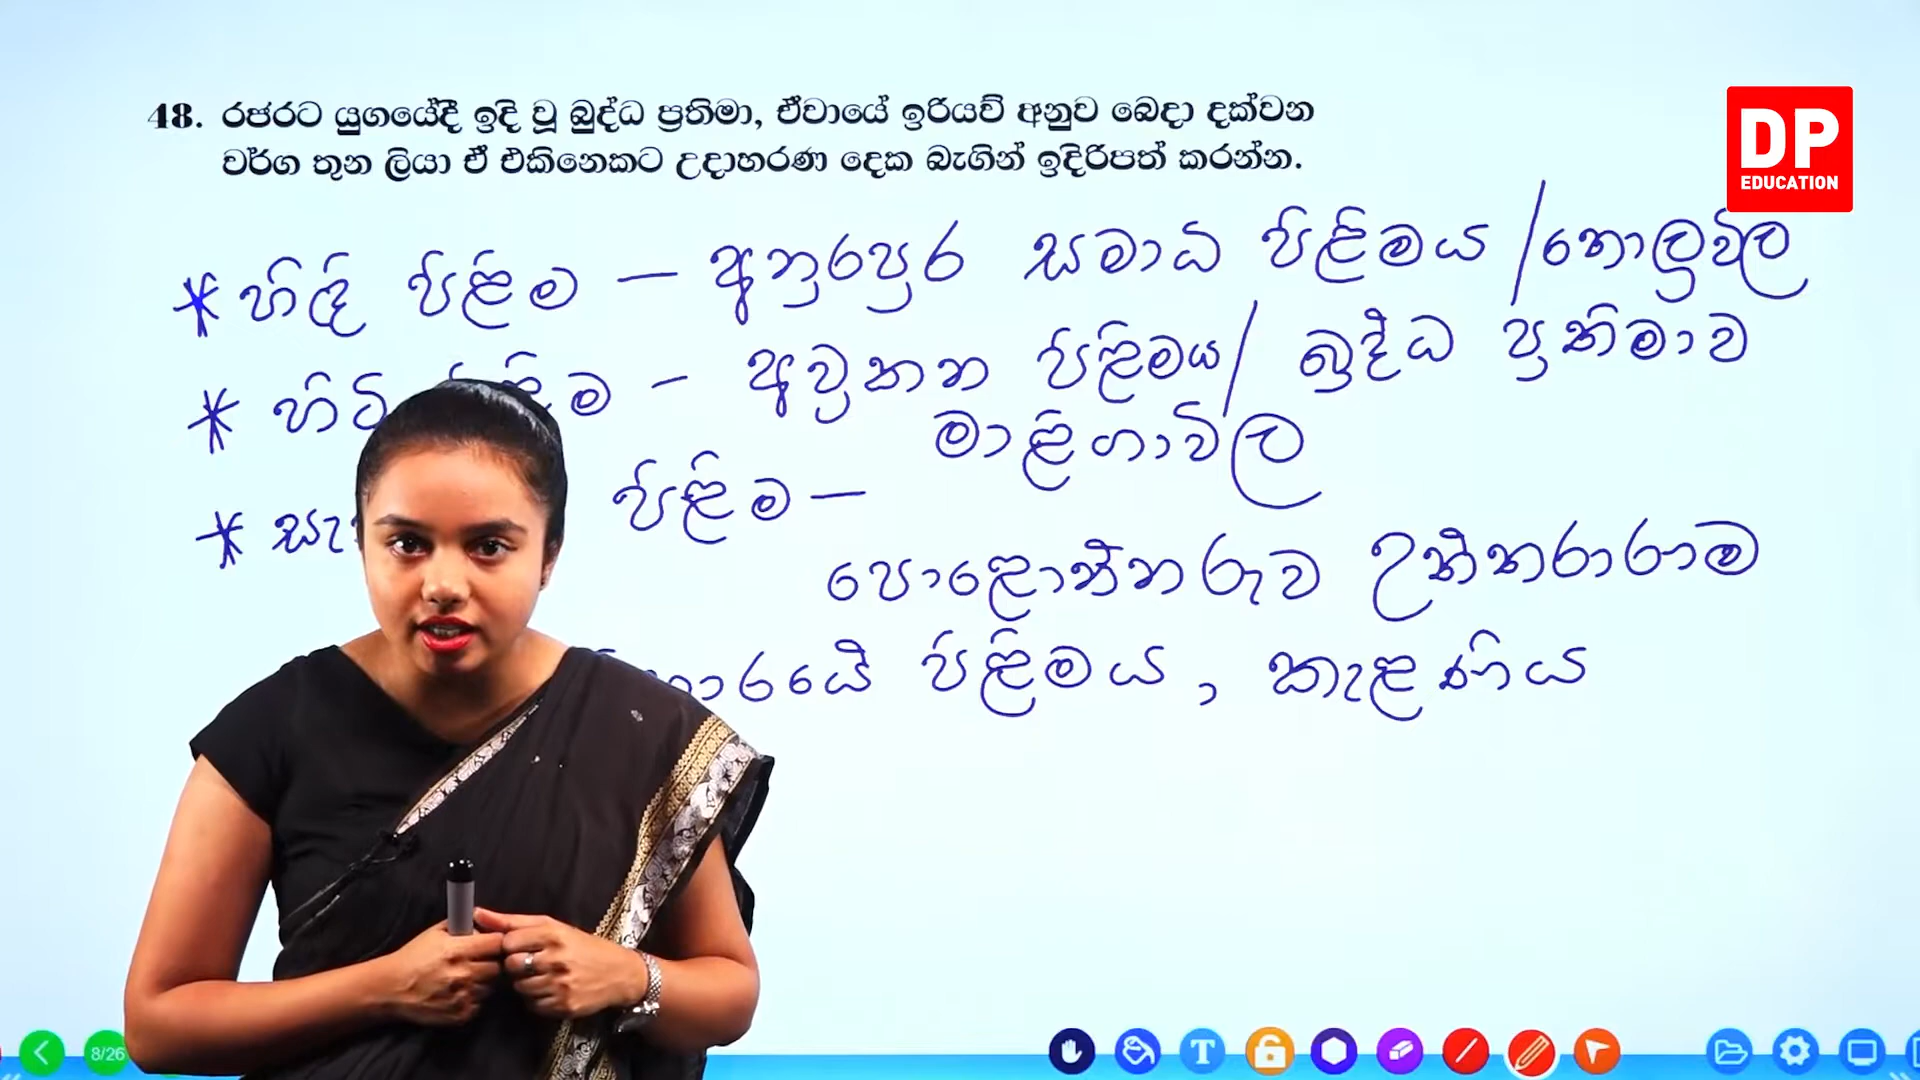 48. රජරට යුගයේදී ඉදි වූ බුද්ධ ප්‍රතිමා, ඒවායේ ඉරියව් අනුව බෙදා දක්වන
වර්ග තුන ලියා ඒ එකිනෙකට උදාහරණ දෙක බැගින් ඉදිරිපත් කරන්න.
DP
EDUCATION
* හිඳි පිළිම - අනුරපුර සමාධි පිළිමය / තොලුවිල
* හිටි පිළිම - අවුකන පිළිමය / බුද්ධ ප්‍රතිමාව
මාළිගාවිල
* පිළිම -
පොළොන්නරුව උත්තරාරාම
පිළිමය , කැළණිය
8/26
T